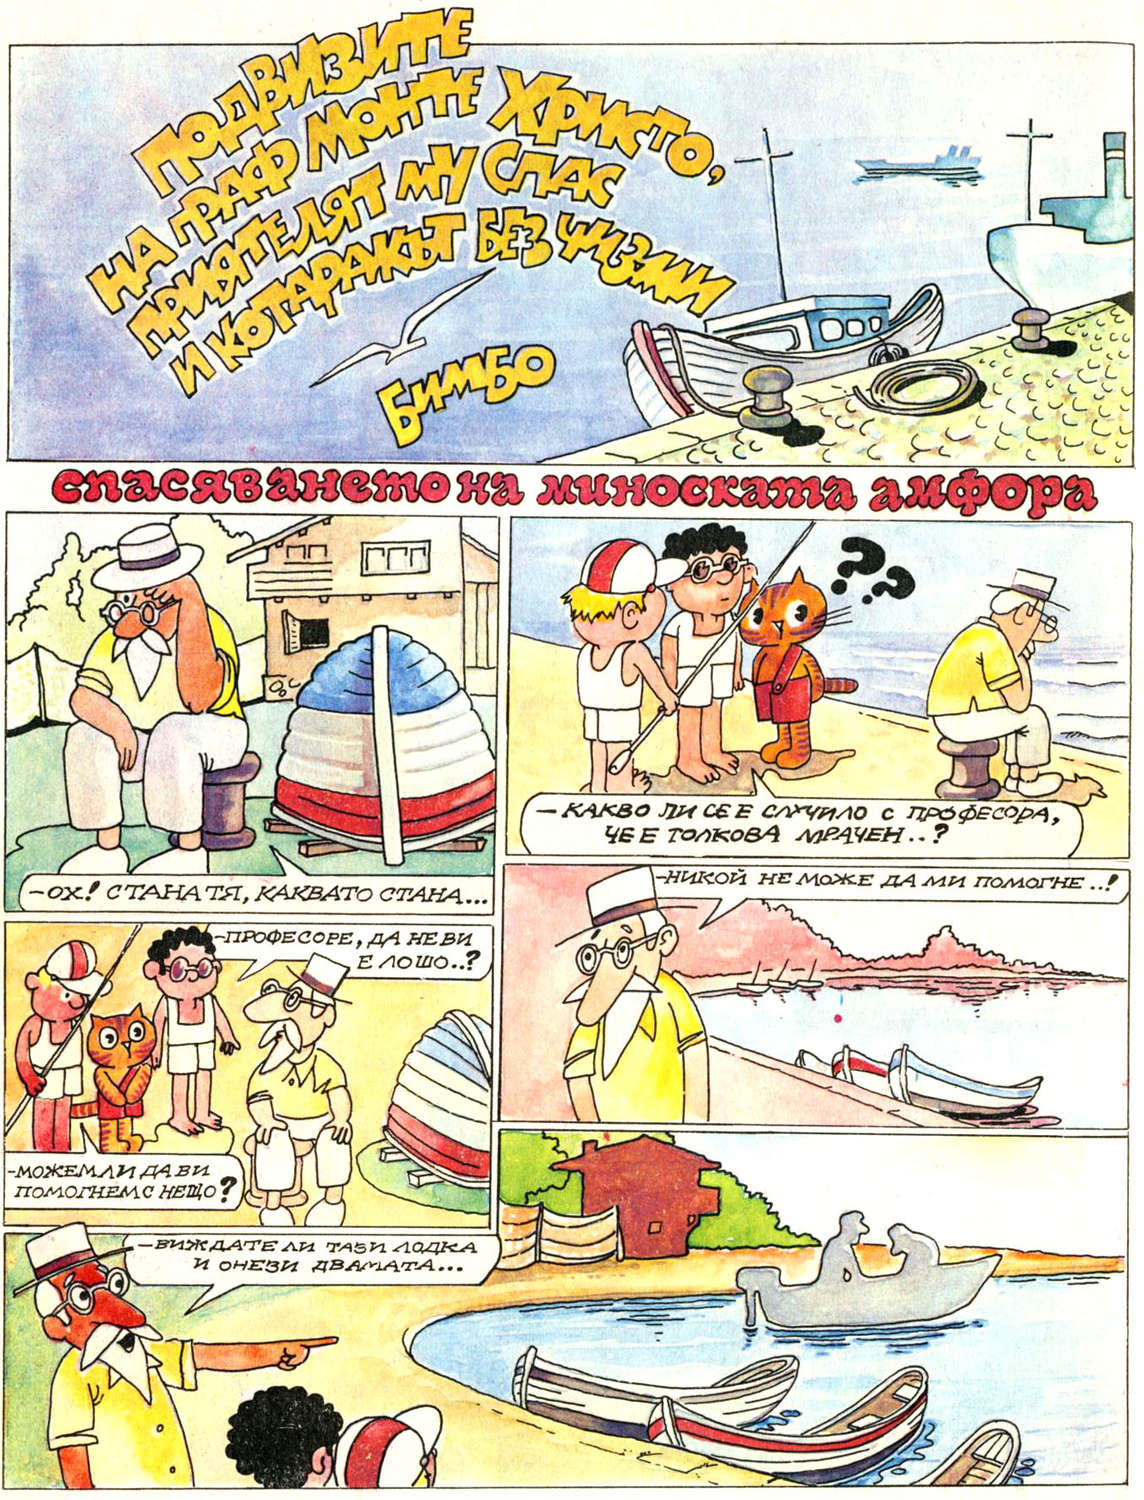 ПОДВИЗИТЕ
НА ГРАФ МОНТЕ ХРИСТО,
ПРИЯТЕЛЯТ МУ СПАС
И КОТАРАКЪТ БЕЗ ЧИЗМИ
БИМБО
спасяването на миноската амфора
-ОХ! СТАНА ТЯ, КАКВАТО СТАНА...
??
- КАКВО ЛИ СЕ Е СЛУЧИЛО С ПРОФЕСОРА,
ЧЕ Е ТОЛКОВА МРАЧЕН..?
-ПРОФЕСОРЕ, ДА НЕ ВИ
Е ЛОШО..?
-МОЖЕМ ЛИ ДА ВИ
ПОМОГНЕМ С НЕЩО?
-НИКОЙ НЕ МОЖЕ ДА МИ ПОМОГНЕ..!
-ВИЖДАТЕ ЛИ ТАЗИ ЛОДКА
И ОНЕЗИ ДВАМАТА...